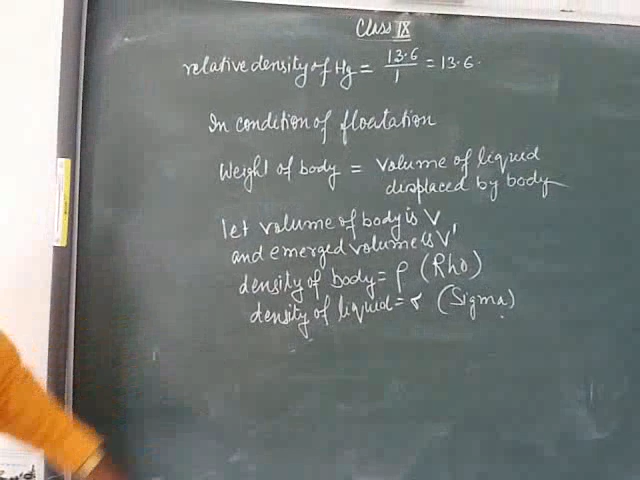 Class IX
relative density of Hg = 13.6/1 = 13.6.
In condition of floatation
Weight of body = volume of liquid
displaced by body
let volume of body is V
and emerged volume is V'
density of body = ρ (Rho)
density of liquid = σ (Sigma)